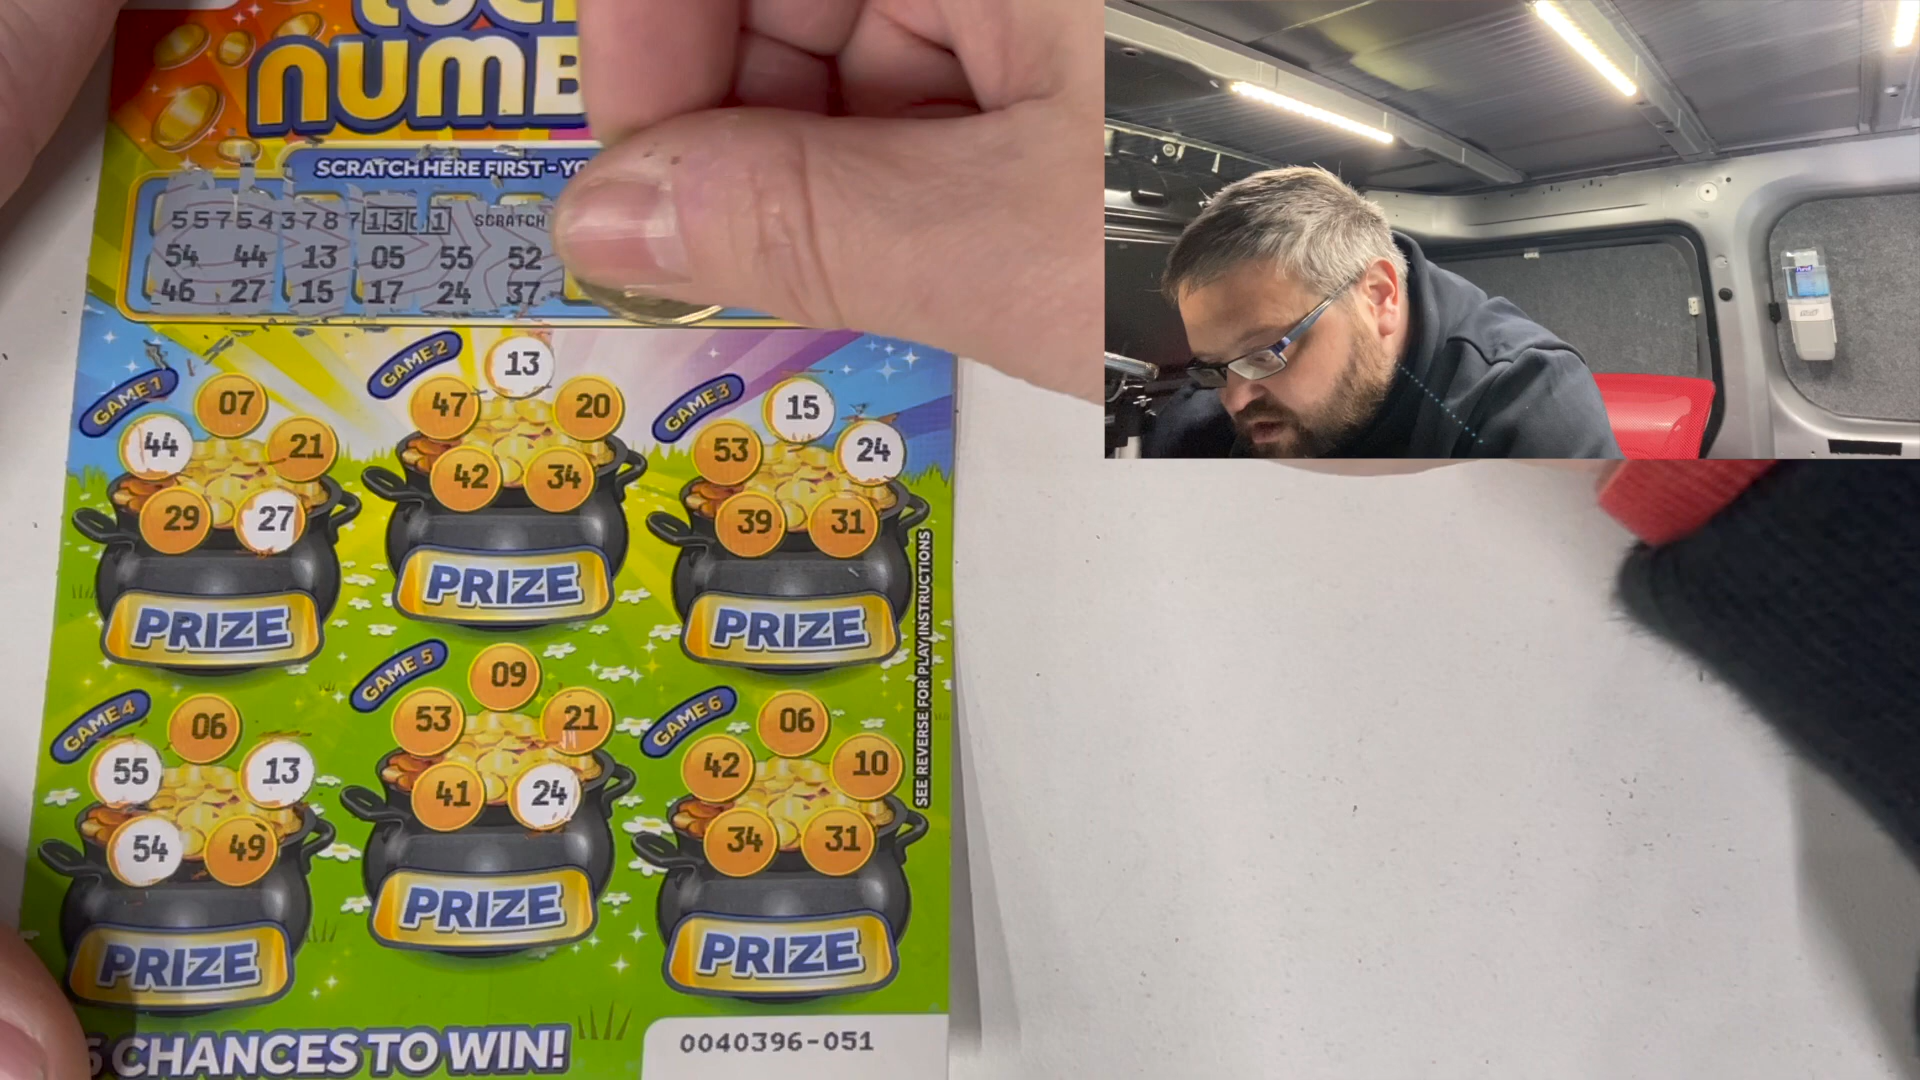 NUMB
SCRATCH HERE FIRST - YO
55754378713 1 SCRATCH
54 44 13 05 55 52
46 27 15 17 24 37
GAME 1
07
44
21
29
27
PRIZE
GAME 2
13
47
20
42
34
PRIZE
GAME 3
15
53
24
39
31
PRIZE
GAME 4
06
55
13
54
49
PRIZE
GAME 5
09
53
21
41
24
PRIZE
GAME 6
06
42
10
34
31
PRIZE
SEE REVERSE FOR PLAY INSTRUCTIONS
6 CHANCES TO WIN!
0040396-051